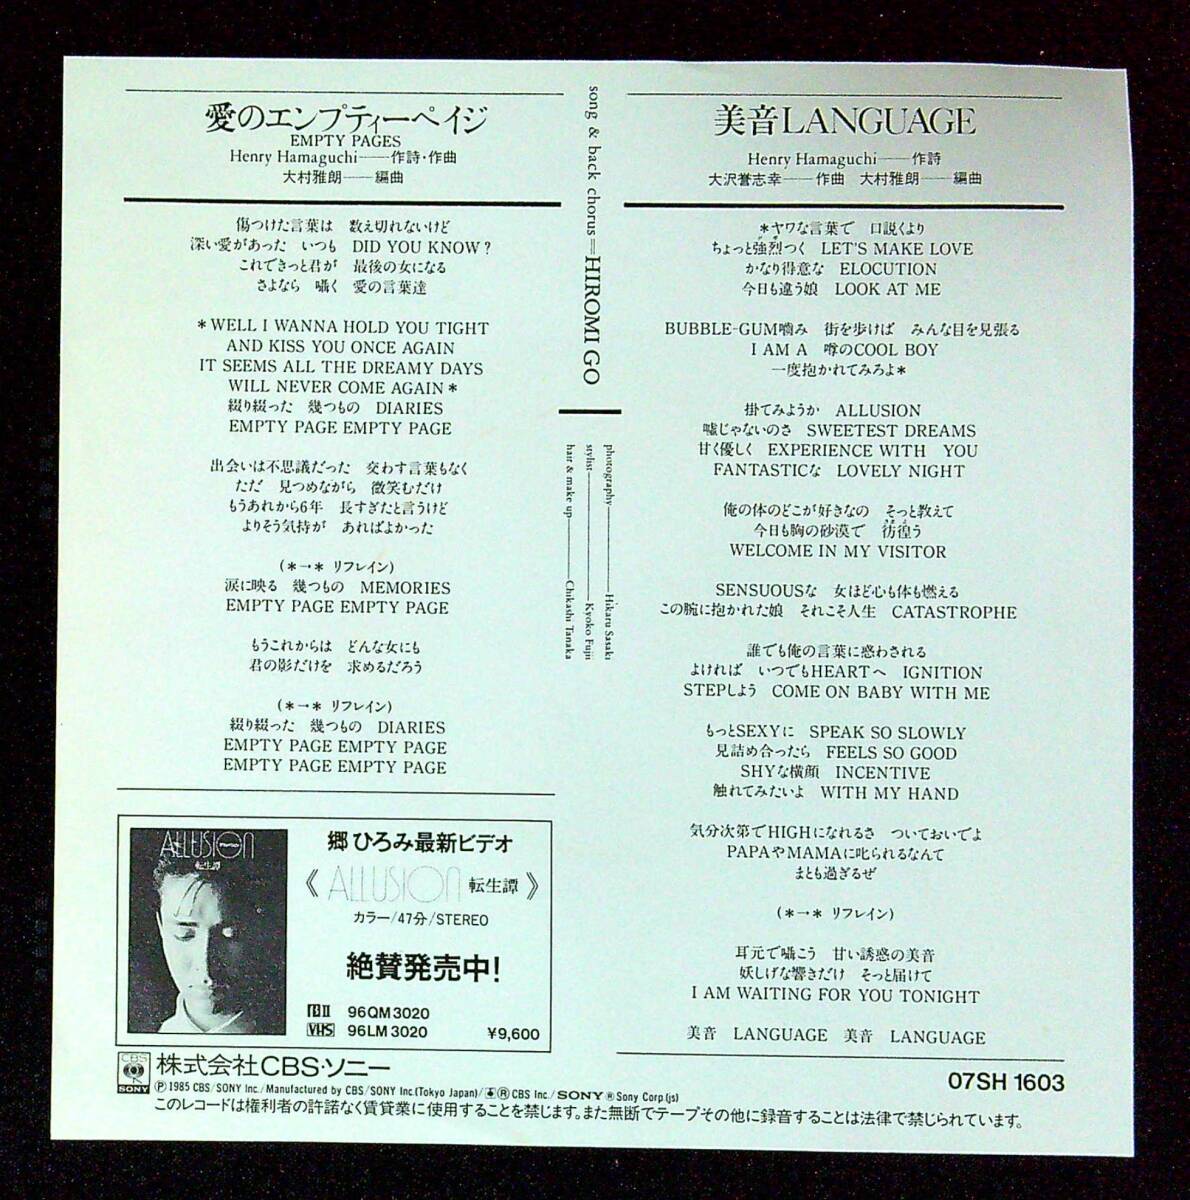 愛のエンプティーペイジ
EMPTY PAGES
Henry Hamaguchi──作詩・作曲
大村雅朗──編曲
傷つけた言葉は 数え切れないけど
深い愛があった いつも DID YOU KNOW?
これできっと君が 最後の女になる
さよなら 囁く 愛の言葉達
*WELL I WANNA HOLD YOU TIGHT
AND KISS YOU ONCE AGAIN
IT SEEMS ALL THE DREAMY DAYS
WILL NEVER COME AGAIN*
綴り綴った 幾つもの DIARIES
EMPTY PAGE EMPTY PAGE
出会いは不思議だった 交わす言葉もなく
ただ 見つめながら 微笑むだけ
もうあれから6年 長すぎたと言うけど
よりそう気持が あればよかった
(*→* リフレイン)
涙に映る 幾つもの MEMORIES
EMPTY PAGE EMPTY PAGE
もうこれからは どんな女にも
君の影だけを 求めるだろう
(*→* リフレイン)
綴り綴った 幾つもの DIARIES
EMPTY PAGE EMPTY PAGE
EMPTY PAGE EMPTY PAGE
song & back chorus=HIROMI GO
photography──Hikaru Sasaki
stylist──Kyoko Fujii
hair & make up──Chikashi Tanaka
美音LANGUAGE
Henry Hamaguchi──作詩
大沢誉志幸──作曲 大村雅朗──編曲
*ヤワな言葉で 口説くより
ちょっと強烈つく LET'S MAKE LOVE
かなり得意な ELOCUTION
今日も違う娘 LOOK AT ME
BUBBLE-GUM噛み 街を歩けば みんな目を見張る
I AM A 噂のCOOL BOY
一度抱かれてみろよ*
掛てみようか ALLUSION
嘘じゃないのさ SWEETEST DREAMS
甘く優しく EXPERIENCE WITH YOU
FANTASTICな LOVELY NIGHT
俺の体のどこが好きなの そっと教えて
今日も胸の砂漠で 彷徨う
WELCOME IN MY VISITOR
SENSUOUSな 女ほど心も体も燃える
この腕に抱かれた娘 それこそ人生 CATASTROPHE
誰でも俺の言葉に惑わされる
よければ いつでもHEARTへ IGNITION
STEPしよう COME ON BABY WITH ME
もっとSEXYに SPEAK SO SLOWLY
見詰め合ったら FEELS SO GOOD
SHYな横顔 INCENTIVE
触れてみたいよ WITH MY HAND
気分次第でHIGHになれるさ ついておいでよ
PAPAやMAMAに叱られるなんて
まとも過ぎるぜ
(*→* リフレイン)
耳元で囁こう 甘い誘惑の美音
妖しげな響きだけ そっと届けて
I AM WAITING FOR YOU TONIGHT
美音 LANGUAGE 美音 LANGUAGE
ALLUSION
転生譚
郷ひろみ最新ビデオ
《ALLUSION 転生譚》
カラー/47分/STEREO
絶賛発売中!
βII 96QM3020
VHS 96LM3020 ¥9,600
CBS SONY 株式会社CBS・ソニー
℗1985 CBS/SONY Inc./Manufactured by CBS/SONY Inc.(Tokyo Japan)/®CBS Inc./SONY®Sony Corp.(js)
このレコードは権利者の許諾なく賃貸業に使用することを禁じます。また無断でテープその他に録音することは法律で禁じられています。
07SH 1603